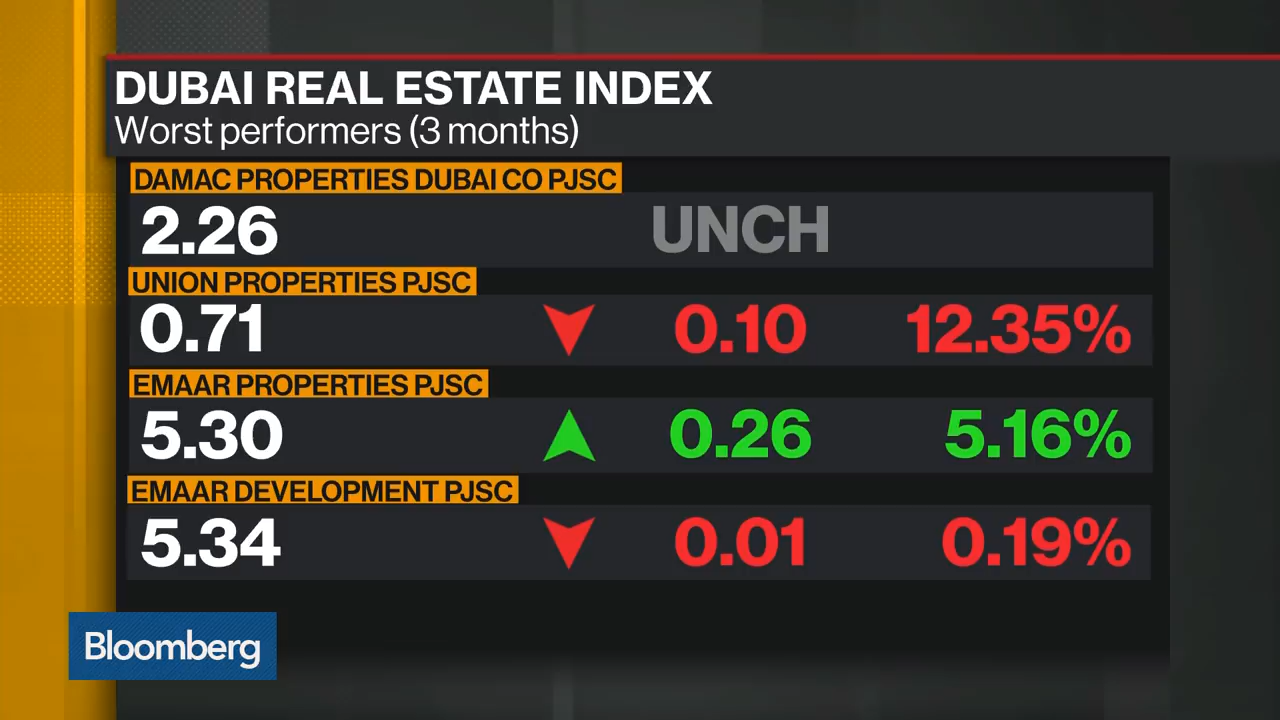 DUBAI REAL ESTATE INDEX
Worst performers (3 months)
DAMAC PROPERTIES DUBAI CO PJSC
2.26 UNCH
UNION PROPERTIES PJSC
0.71 0.10 12.35%
EMAAR PROPERTIES PJSC
5.30 0.26 5.16%
EMAAR DEVELOPMENT PJSC
5.34 0.01 0.19%
Bloomberg